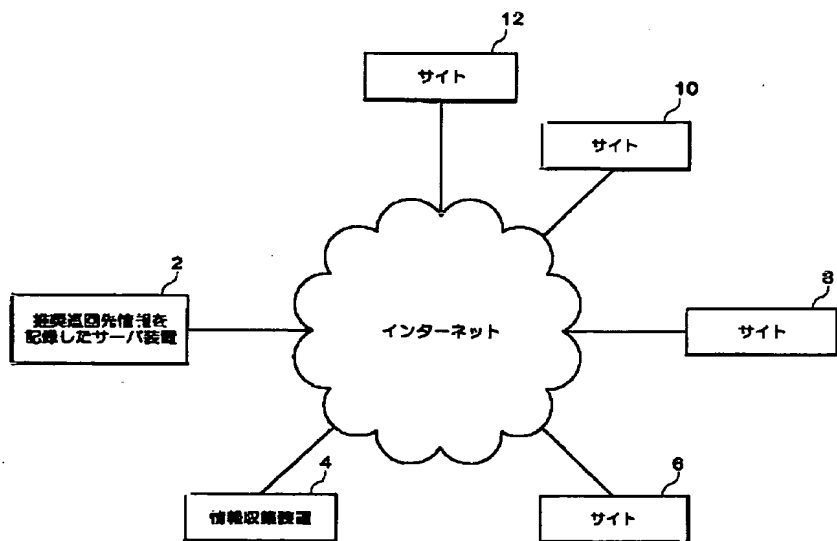 12
サイト
10
サイト
2
推奨巡回先情報を
記録したサーバ装置
インターネット
8
サイト
4
情報収集装置
6
サイト